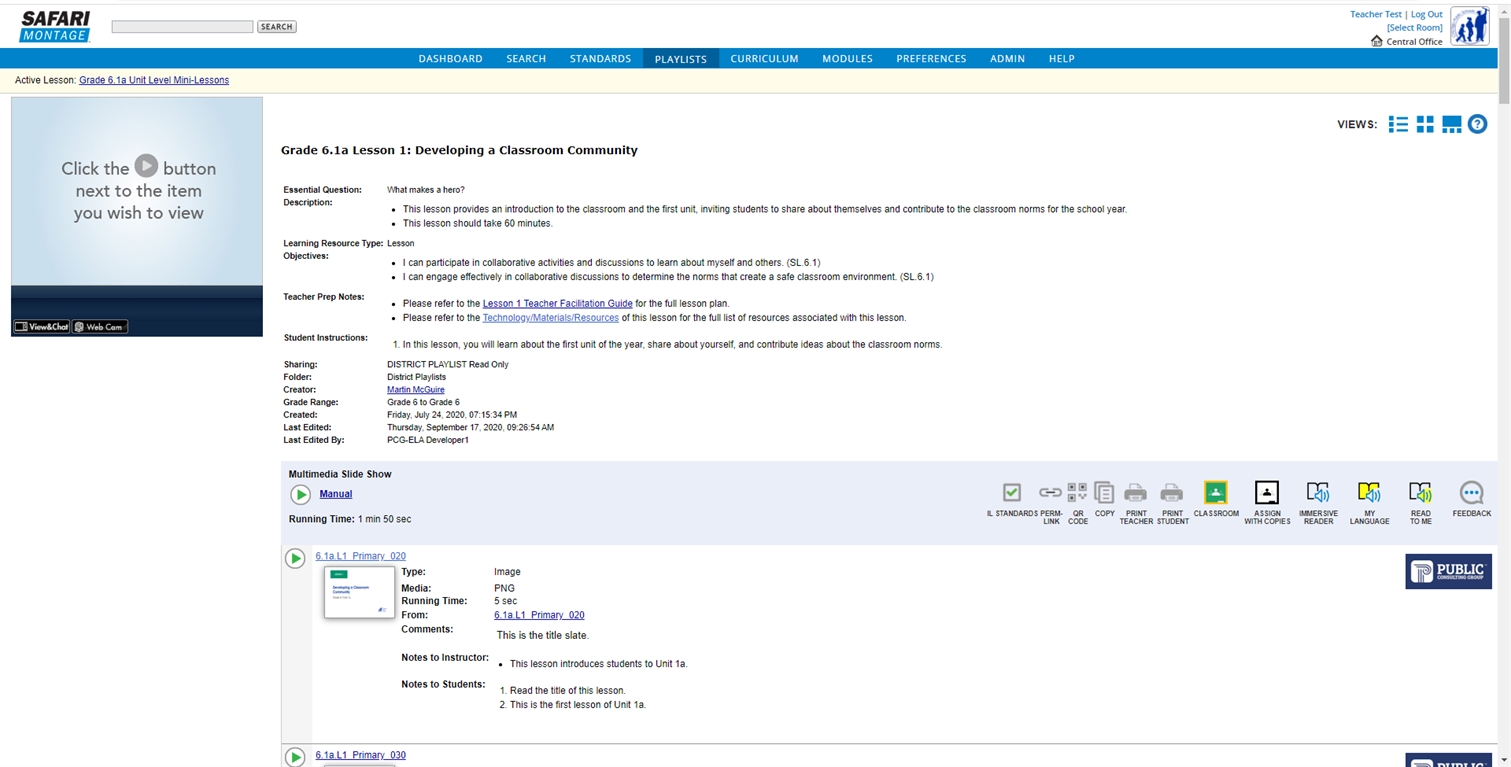 SAFARI
MONTAGE
SEARCH
Teacher Test | Log Out
[Select Room]
Central Office
DASHBOARD SEARCH STANDARDS PLAYLISTS CURRICULUM MODULES PREFERENCES ADMIN HELP
Active Lesson: Grade 6.1a Unit Level Mini-Lessons
Click the button
next to the item
you wish to view
View&Chat Web Cam
VIEWS: ?
Grade 6.1a Lesson 1: Developing a Classroom Community
Essential Question: What makes a hero?
Description:
• This lesson provides an introduction to the classroom and the first unit, inviting students to share about themselves and contribute to the classroom norms for the school year.
• This lesson should take 60 minutes.
Learning Resource Type: Lesson
Objectives:
• I can participate in collaborative activities and discussions to learn about myself and others. (SL.6.1)
• I can engage effectively in collaborative discussions to determine the norms that create a safe classroom environment. (SL.6.1)
Teacher Prep Notes:
• Please refer to the Lesson 1 Teacher Facilitation Guide for the full lesson plan.
• Please refer to the Technology/Materials/Resources of this lesson for the full list of resources associated with this lesson.
Student Instructions:
1. In this lesson, you will learn about the first unit of the year, share about yourself, and contribute ideas about the classroom norms.
Sharing: DISTRICT PLAYLIST Read Only
Folder: District Playlists
Creator: Martin McGuire
Grade Range: Grade 6 to Grade 6
Created: Friday, July 24, 2020, 07:15:34 PM
Last Edited: Thursday, September 17, 2020, 09:26:54 AM
Last Edited By: PCG-ELA Developer1
Multimedia Slide Show
Manual
Running Time: 1 min 50 sec
IL STANDARDS
PERM-
LINK
QR
CODE
COPY
PRINT
TEACHER
PRINT
STUDENT
CLASSROOM
ASSIGN
WITH COPIES
IMMERSIVE
READER
MY
LANGUAGE
READ
TO ME
FEEDBACK
6.1a.L1_Primary_020
Developing a Classroom
Community
Type: Image
Media: PNG
Running Time: 5 sec
From: 6.1a.L1_Primary_020
Comments: This is the title slate.
Notes to Instructor:
• This lesson introduces students to Unit 1a.
Notes to Students:
1. Read the title of this lesson.
2. This is the first lesson of Unit 1a.
PUBLIC
CONSULTING GROUP
6.1a.L1_Primary_030
PUBLIC